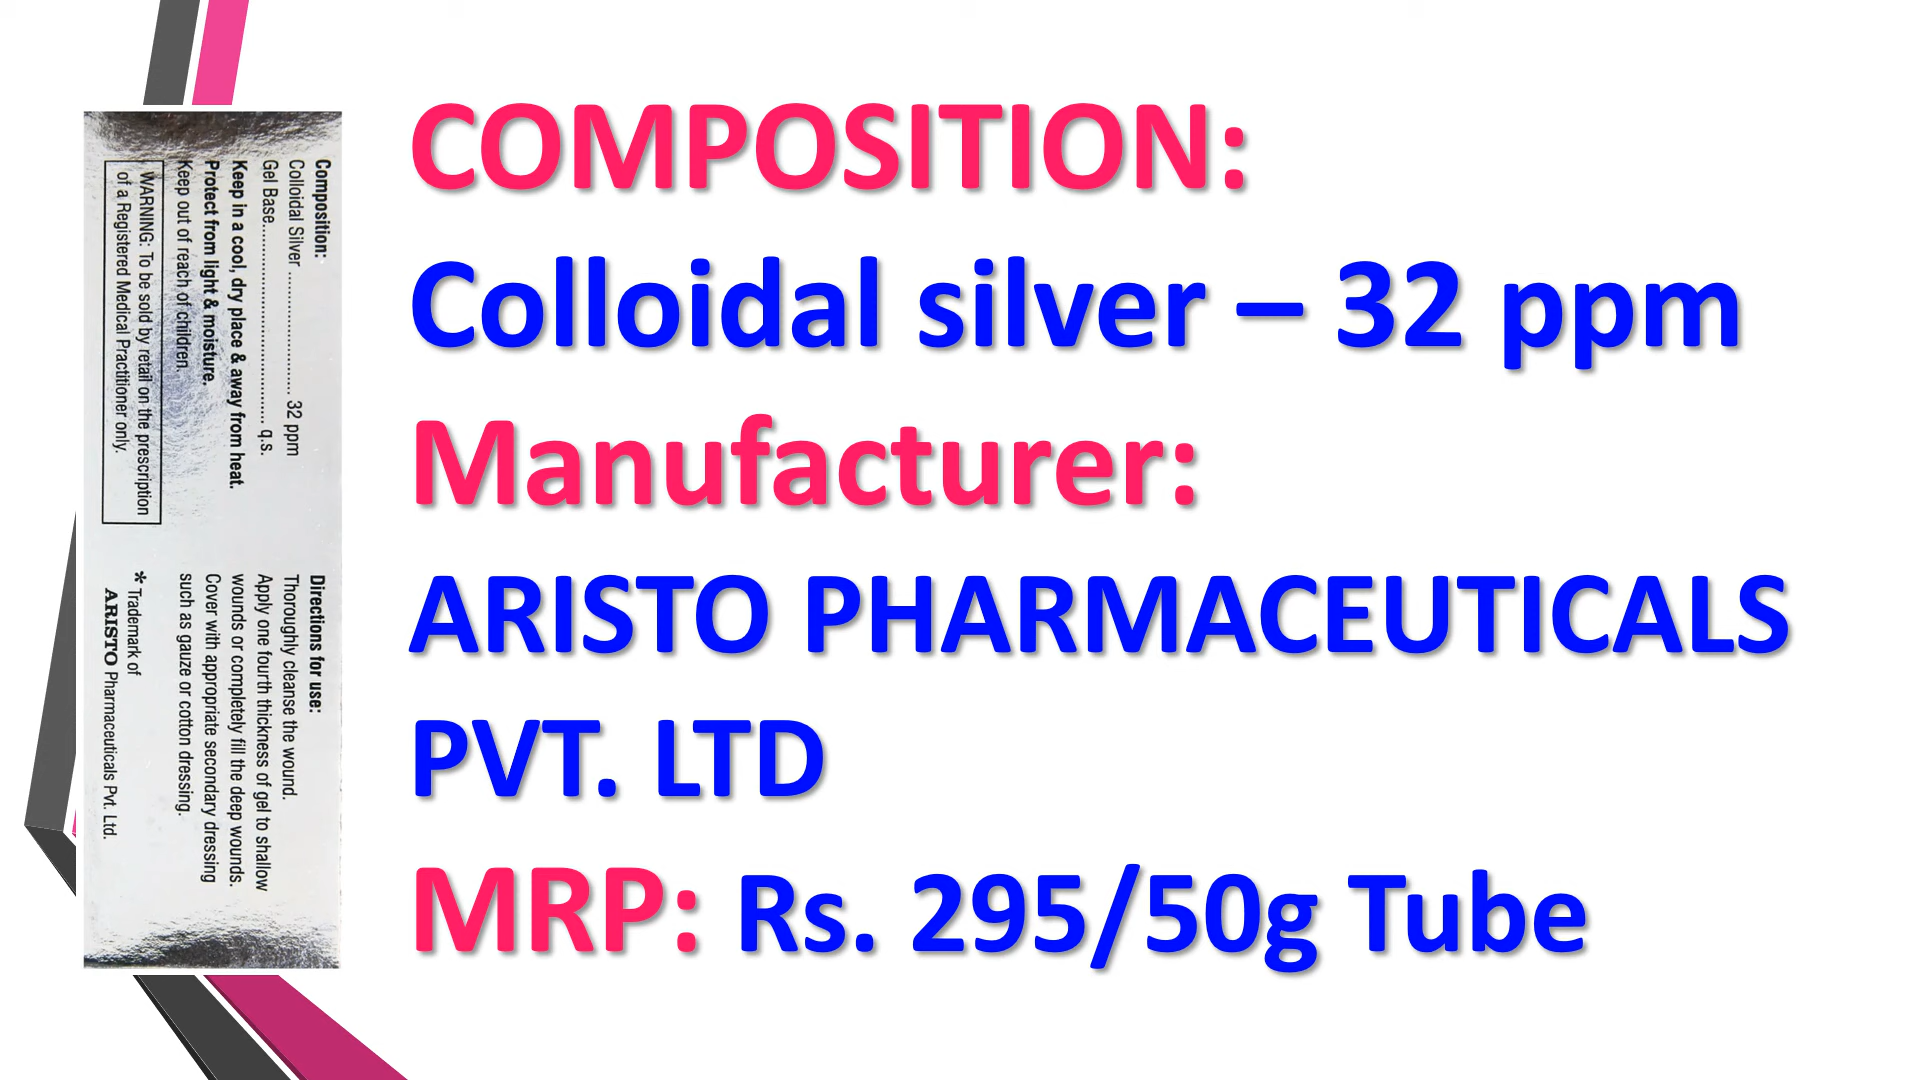 Composition:
Colloidal Silver ........................ 32 ppm
Gel Base........................................ q.s.
Keep in a cool, dry place & away from heat.
Protect from light & moisture.
Keep out of reach of children.
WARNING: To be sold by retail on the prescription
of a Registered Medical Practitioner only.
Directions for use:
Thoroughly cleanse the wound.
Apply one fourth thickness of gel to shallow
wounds or completely fill the deep wounds.
Cover with appropriate secondary dressing
such as gauze or cotton dressing.
* Trademark of
ARISTO Pharmaceuticals Pvt. Ltd.
COMPOSITION:
Colloidal silver – 32 ppm
Manufacturer:
ARISTO PHARMACEUTICALS
PVT. LTD
MRP: Rs. 295/50g Tube